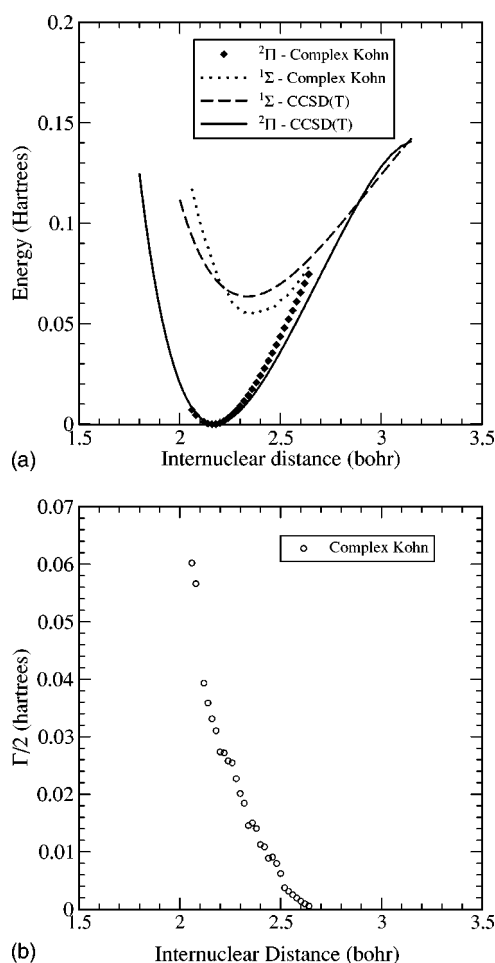 0.2
0.15
0.1
0.05
0
Energy (Hartrees)
²Π - Complex Kohn
¹Σ - Complex Kohn
¹Σ - CCSD(T)
²Π - CCSD(T)
1.5 2 2.5 3 3.5
(a) Internuclear distance (bohr)
0.07
0.06
0.05
0.04
0.03
0.02
0.01
0
Γ/2 (hartrees)
Complex Kohn
1.5 2 2.5 3 3.5
(b) Internuclear Distance (bohr)